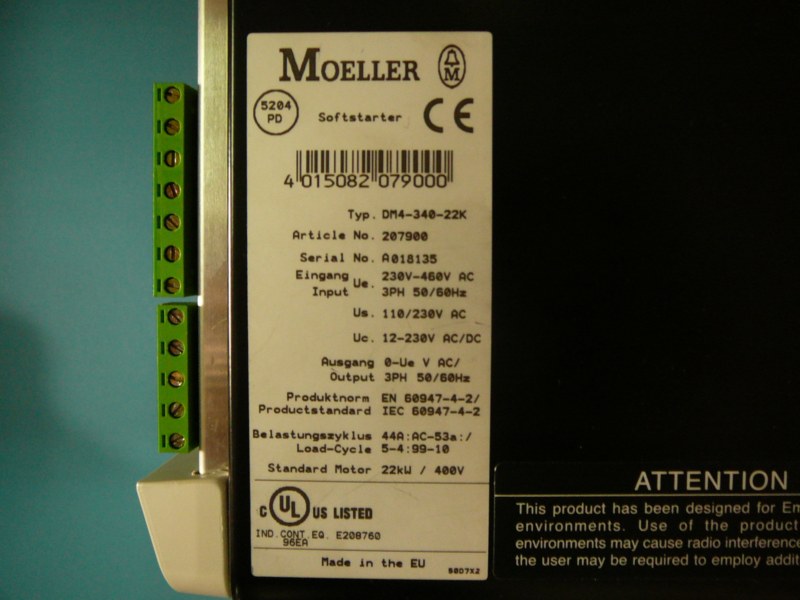 MOELLER M
5204
PD
Softstarter CE
4 015082 079000
Typ. DM4-340-22K
Article No. 207900
Serial No. A018135
Eingang Ue. 230V-460V AC
Input 3PH 50/60Hz
Us. 110/230V AC
Uc. 12-230V AC/DC
Ausgang 0-Ue V AC/
Output 3PH 50/60Hz
Produktnorm EN 60947-4-2/
Productstandard IEC 60947-4-2
Belastungszyklus 44A:AC-53a:/
Load-Cycle 5-4:99-10
Standard Motor 22kW / 400V
C UL US LISTED
IND.CONT.EQ. E208760
96EA
Made in the EU
ATTENTION
This product has been designed for
environments. Use of the product
environments may cause radio interference
the user may be required to employ